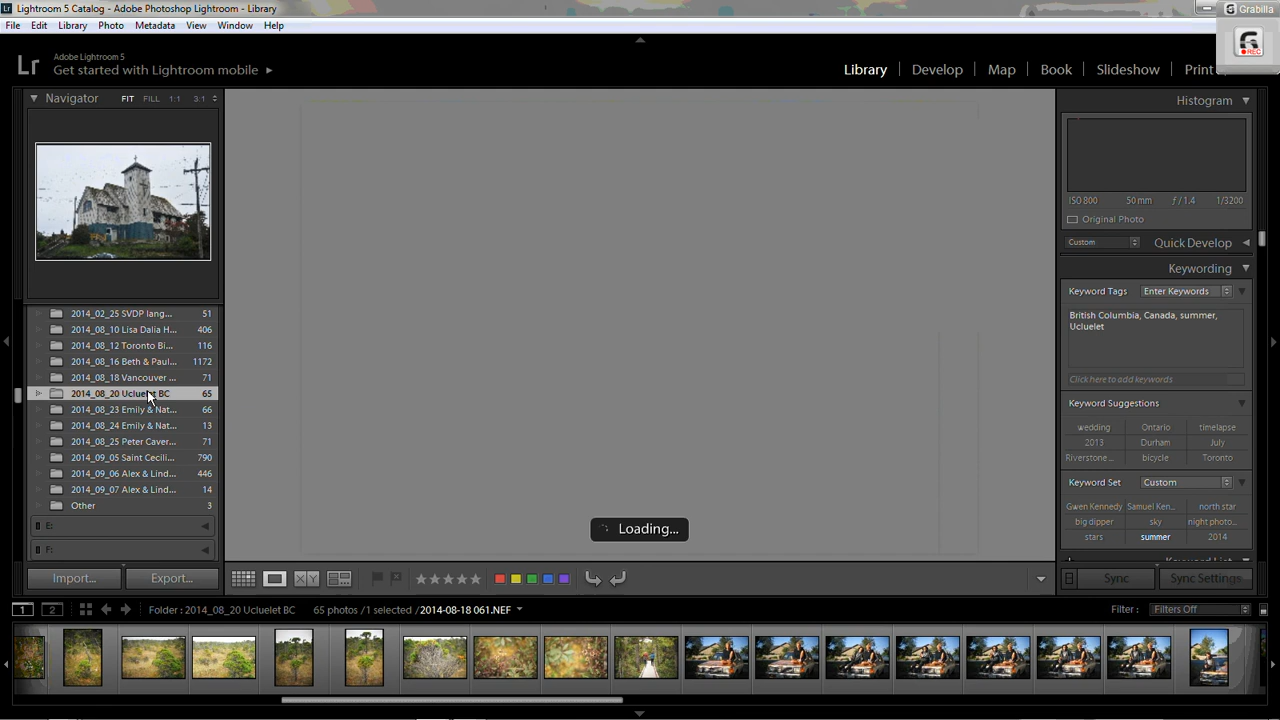 Lightroom 5 Catalog - Adobe Photoshop Lightroom - Library
Grabilla
File Edit Library Photo Metadata View Window Help
REC
Lr
Adobe Lightroom 5
Get started with Lightroom mobile
Library Develop Map Book Slideshow Print
Navigator FIT FILL 1:1 3:1
Histogram
ISO 800 50 mm ƒ / 1.4 1/3200
Original Photo
Custom Quick Develop
Keywording
Keyword Tags Enter Keywords
British Columbia, Canada, summer,
Ucluelet
Click here to add keywords
Keyword Suggestions
wedding Ontario timelapse
2013 Durham July
Riverstone... bicycle Toronto
Keyword Set Custom
Gwen Kennedy Samuel Ken... north star
big dipper sky night photo...
stars summer 2014
2014_02_25 SVDP lang... 51
2014_08_10 Lisa Dalia H... 406
2014_08_12 Toronto Bi... 116
2014_08_16 Beth & Paul... 1172
2014_08_18 Vancouver ... 71
2014_08_20 Ucluelet BC 65
2014_08_23 Emily & Nat... 66
2014_08_24 Emily & Nat... 13
2014_08_25 Peter Caver... 71
2014_09_05 Saint Cecili... 790
2014_09_06 Alex & Lind... 446
2014_09_07 Alex & Lind... 14
Other 3
E:
F:
Loading...
Import... Export...
X Y
Sync Sync Settings
1 2 Folder : 2014_08_20 Ucluelet BC 65 photos / 1 selected / 2014-08-18 061.NEF
Filter : Filters Off